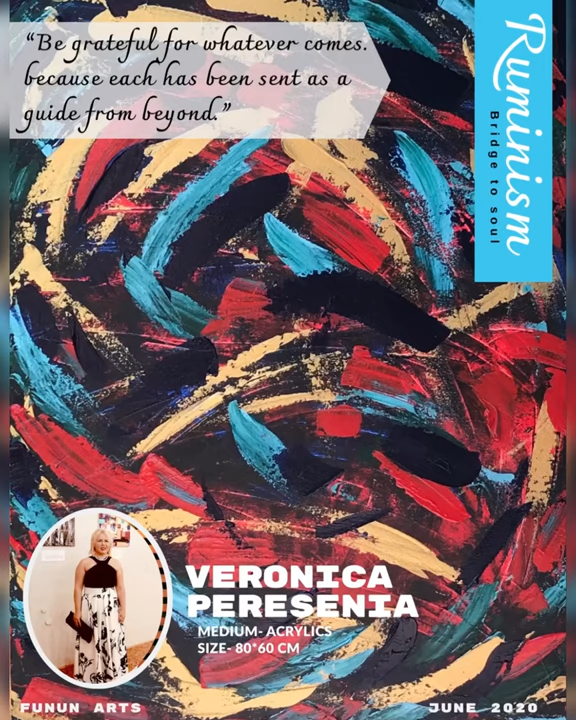 “Be grateful for whatever comes.
because each has been sent as a
guide from beyond.”
Ruminism
Bridge to soul
VERONICA
PERESENIA
MEDIUM- ACRYLICS
SIZE- 80*60 CM
FUNUN ARTS
JUNE 2020